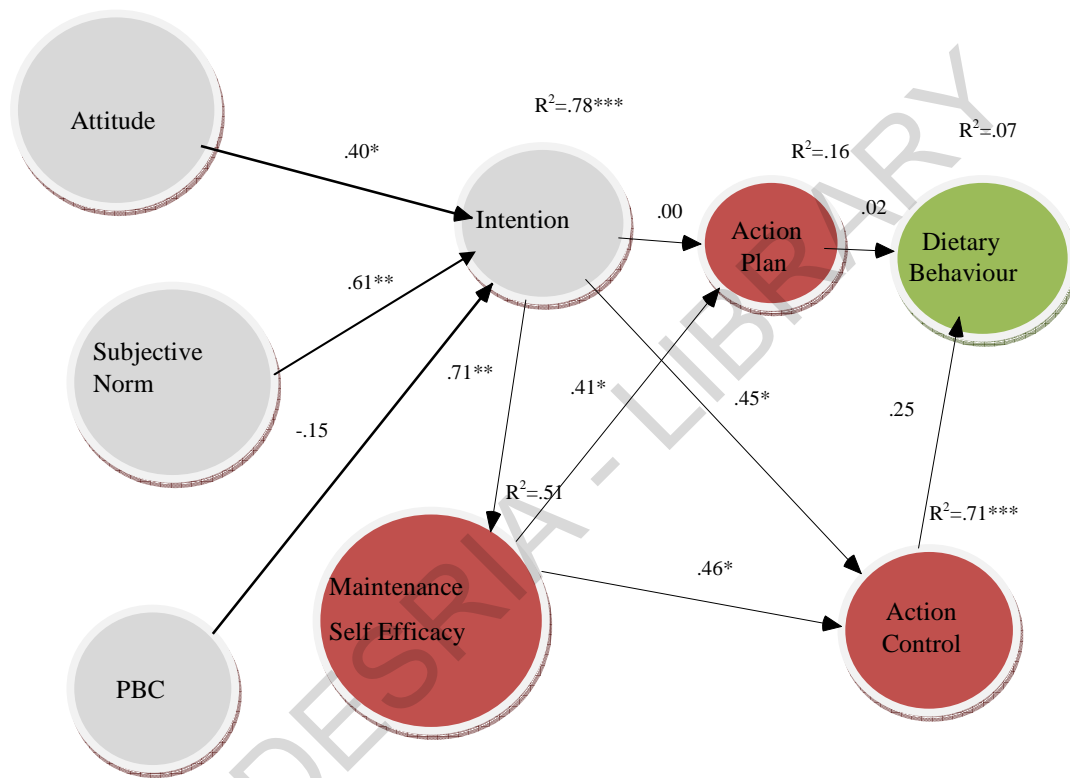 Attitude
R²=.78***
R²=.07
R²=.16
.40*
Intention
.00
Action
Plan
.02
Dietary
Behaviour
.61**
Subjective
Norm
.71**
.41*
.45*
.25
-.15
R²=.51
R²=.71***
Maintenance
Self Efficacy
.46*
Action
Control
PBC
DESRIA - LIBRARY